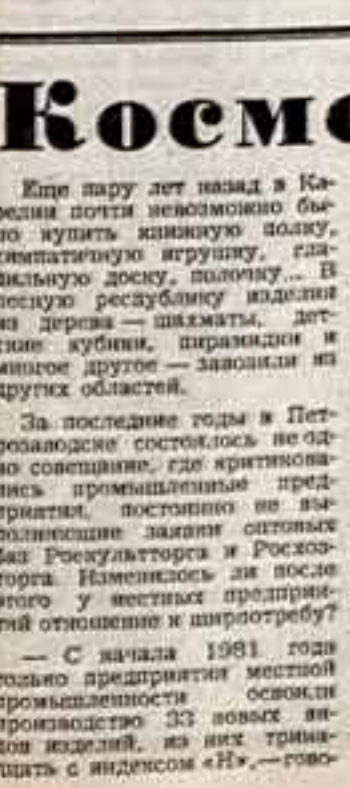 Косм
Еще пару лет назад в Ка-
релии почти невозможно бы-
ло купить книжную полку,
симпатичную игрушку, гла-
дильную доску, полочку... В
лесную республику изделия
из дерева — шахматы, дет-
ские кубики, пирамидки и
многое другое — завозили из
других областей.
За последние годы в Пет-
розаводске состоялось не од-
но совещание, где критикова-
лись промышленные пред-
приятия, постоянно не вы-
полняющие заявки оптовых
баз Роскультторга и Росхоз-
торга. Изменилось ли после
этого у местных предприя-
тий отношение к ширпотребу?
— С начала 1981 года
только предприятия местной
промышленности освоили
производство 33 новых ви-
дов изделий, из них трина-
дцать с индексом «Н»,—гово-